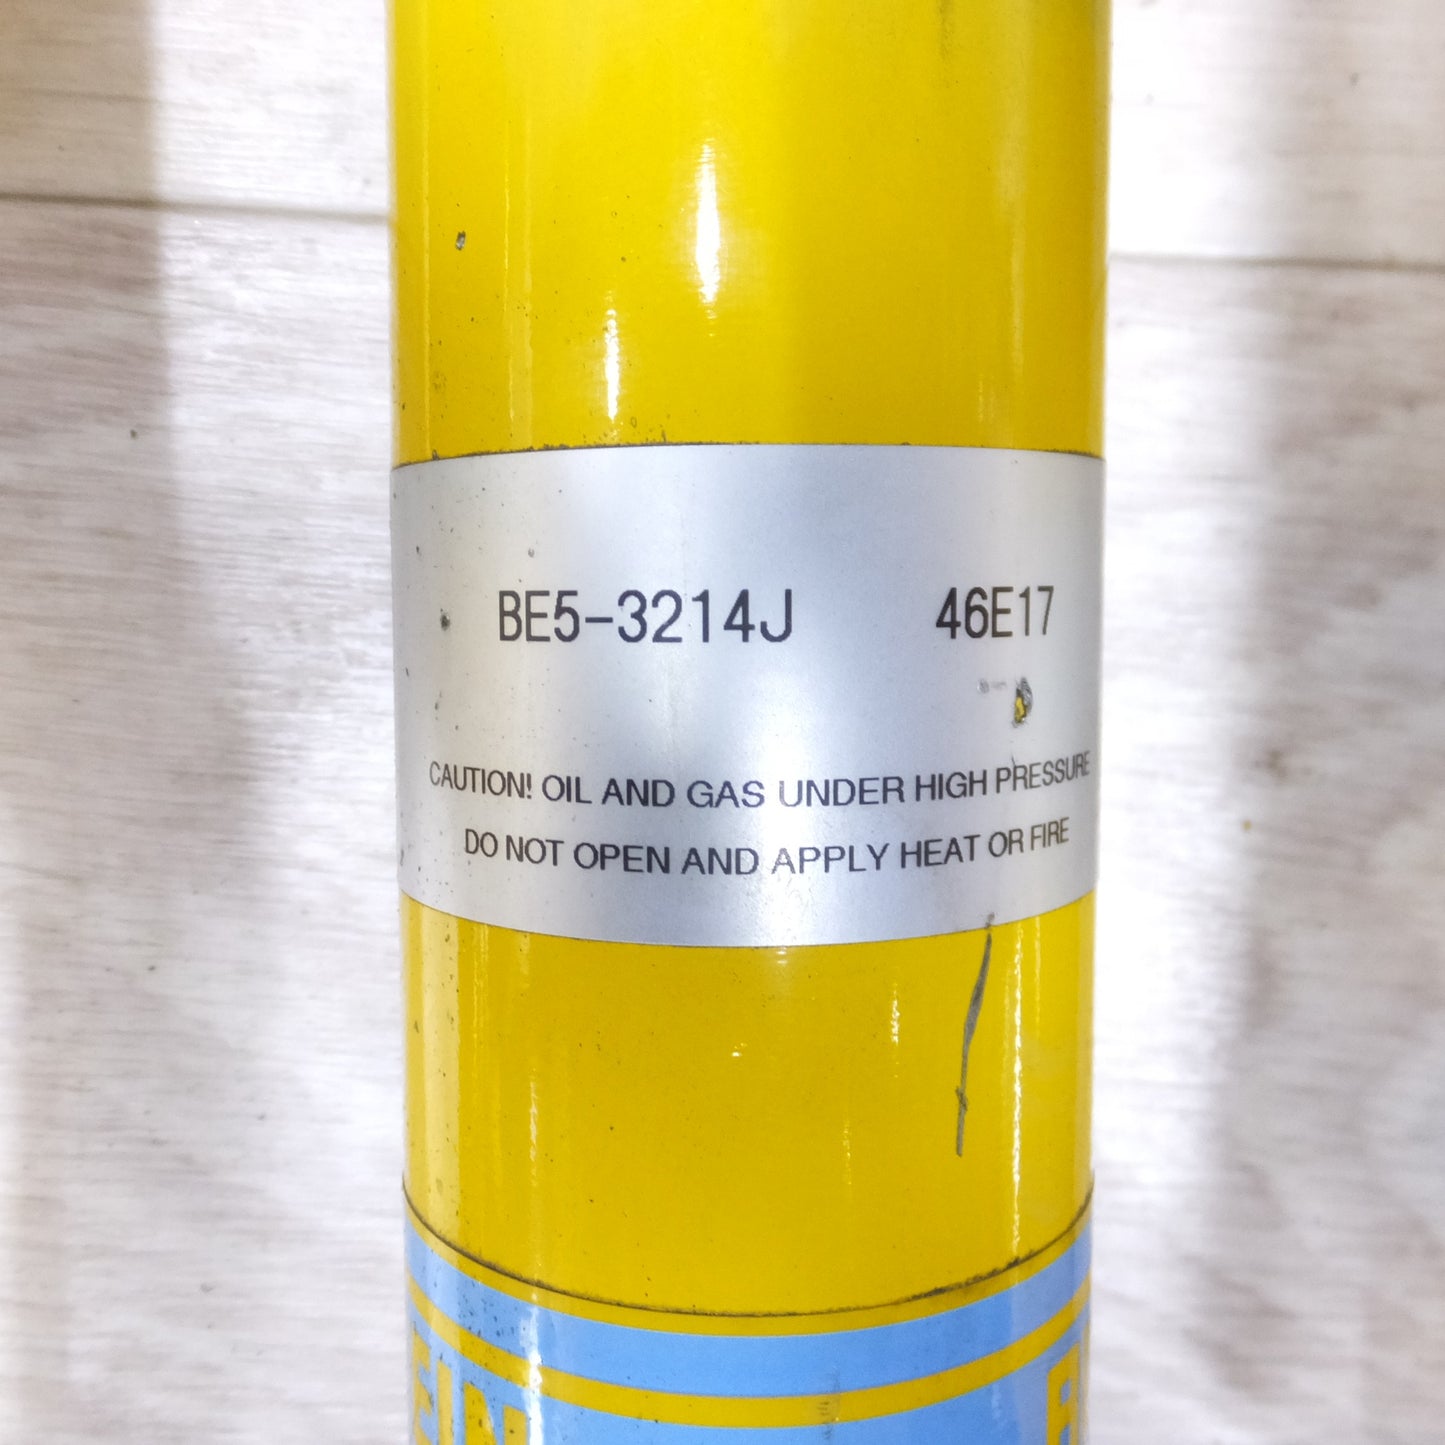 BE5-3214J 46E17
CAUTION! OIL AND GAS UNDER HIGH PRESSURE
DO NOT OPEN AND APPLY HEAT OR FIRE